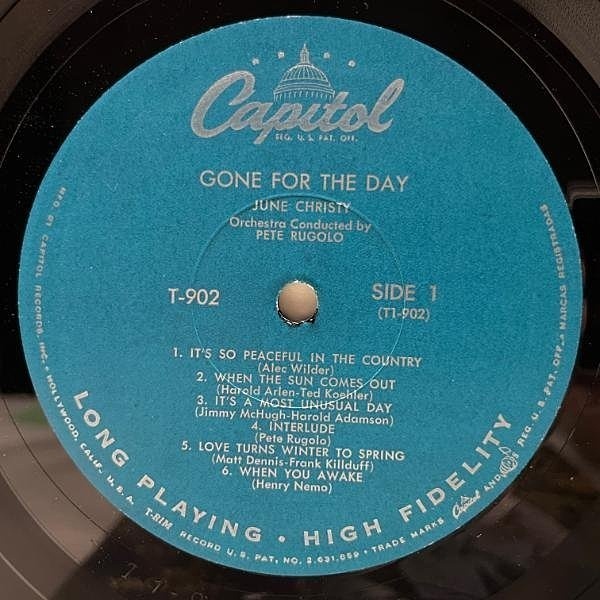 Capitol
REG. U.S. PAT. OFF.
GONE FOR THE DAY
JUNE CHRISTY
Orchestra Conducted by
PETE RUGOLO
T-902
SIDE 1
(T1-902)
1. IT'S SO PEACEFUL IN THE COUNTRY
(Alec Wilder)
2. WHEN THE SUN COMES OUT
(Harold Arlen-Ted Koehler)
3. IT'S A MOST UNUSUAL DAY
(Jimmy McHugh-Harold Adamson)
4. INTERLUDE
(Pete Rugolo)
5. LOVE TURNS WINTER TO SPRING
(Matt Dennis-Frank Killduff)
6. WHEN YOU AWAKE
(Henry Nemo)
LONG PLAYING • HIGH FIDELITY
MFG. BY CAPITOL RECORDS, INC. • HOLLYWOOD, CALIF., U.S.A. T-RIM RECORD U.S. PAT. NO. 2,631,859 • TRADE MARKS Capitol AND REG. U.S. PAT. OFF. • MARCAS REGISTRADAS